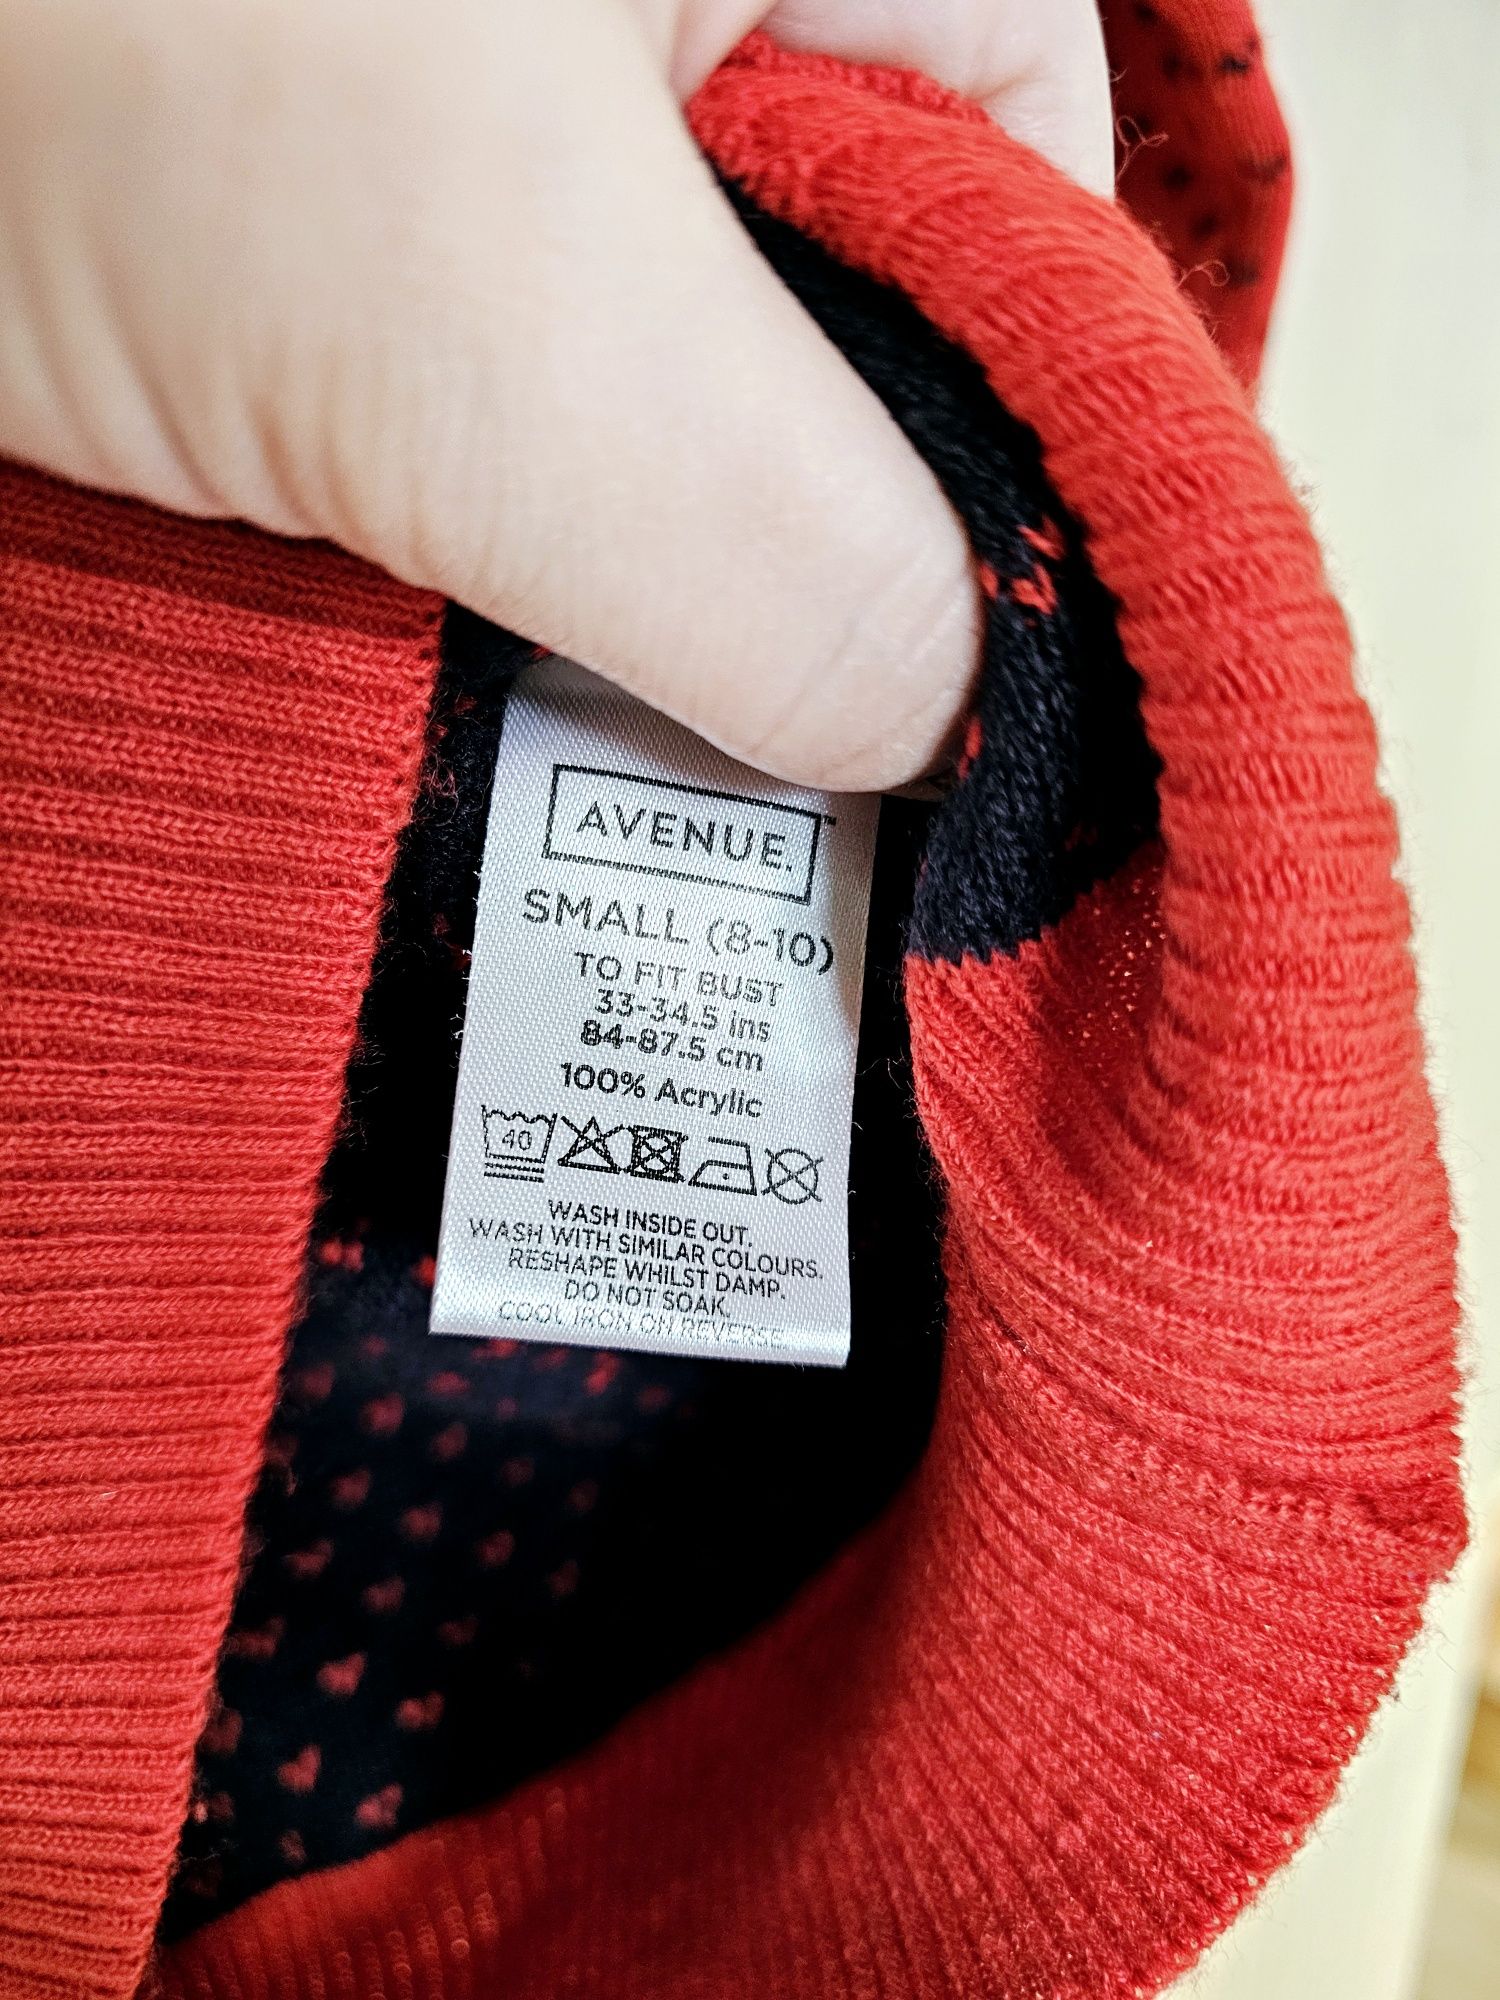 AVENUE.™
SMALL (8-10)
TO FIT BUST
33-34.5 ins
84-87.5 cm
100% Acrylic
40
WASH INSIDE OUT.
WASH WITH SIMILAR COLOURS.
RESHAPE WHILST DAMP.
DO NOT SOAK.
COOL IRON ON REVERSE.